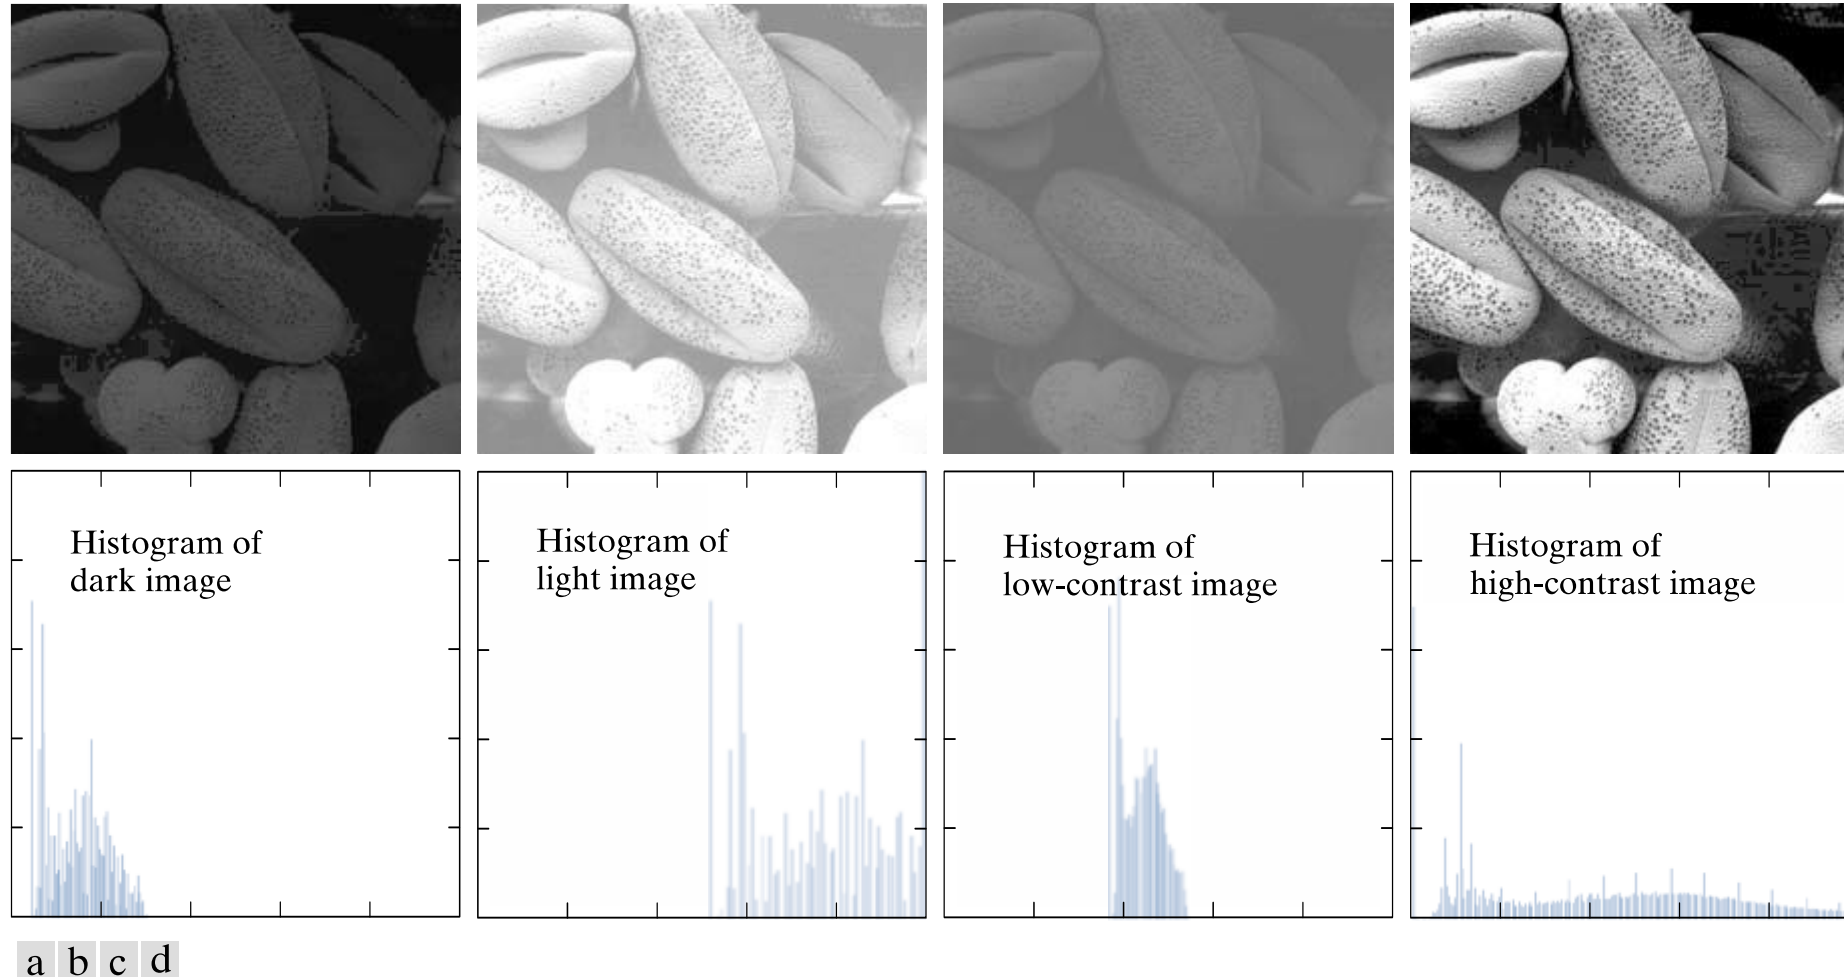 Histogram of
dark image
Histogram of
light image
Histogram of
low-contrast image
Histogram of
high-contrast image
a b c d